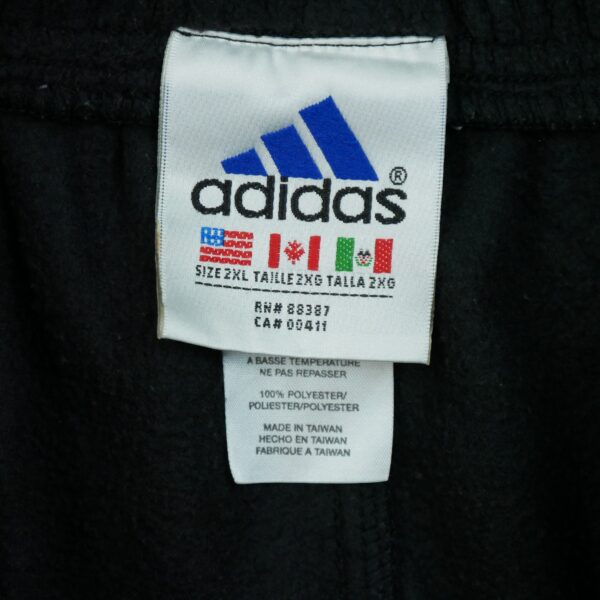 adidas®
SIZE 2XL TAILLE 2XG TALLA 2XG
RN# 88387
CA# 00411
A BASSE TEMPERATURE
NE PAS REPASSER
100% POLYESTER/
POLIESTER/POLYESTER
MADE IN TAIWAN
HECHO EN TAIWAN
FABRIQUE A TAIWAN